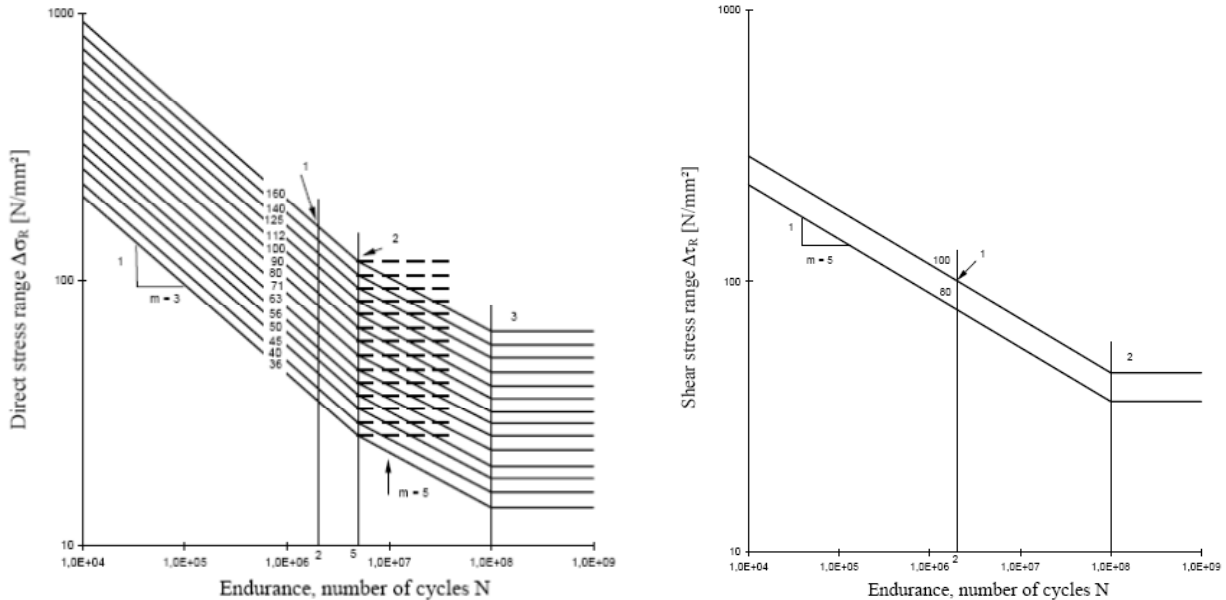 1000
Direct stress range ΔσR [N/mm²]
1
160
140
125
112
100
90
80
71
63
56
50
45
40
36
2
100
1
m = 3
3
m = 5
10
2
5
1,0E+04
1,0E+05
1,0E+06
1,0E+07
1,0E+08
1,0E+09
Endurance, number of cycles N
1000
Shear stress range ΔτR [N/mm²]
100
1
m = 5
100
1
80
100
2
10
2
1,0E+04
1,0E+05
1,0E+06
1,0E+07
1,0E+08
1,0E+09
Endurance, number of cycles N